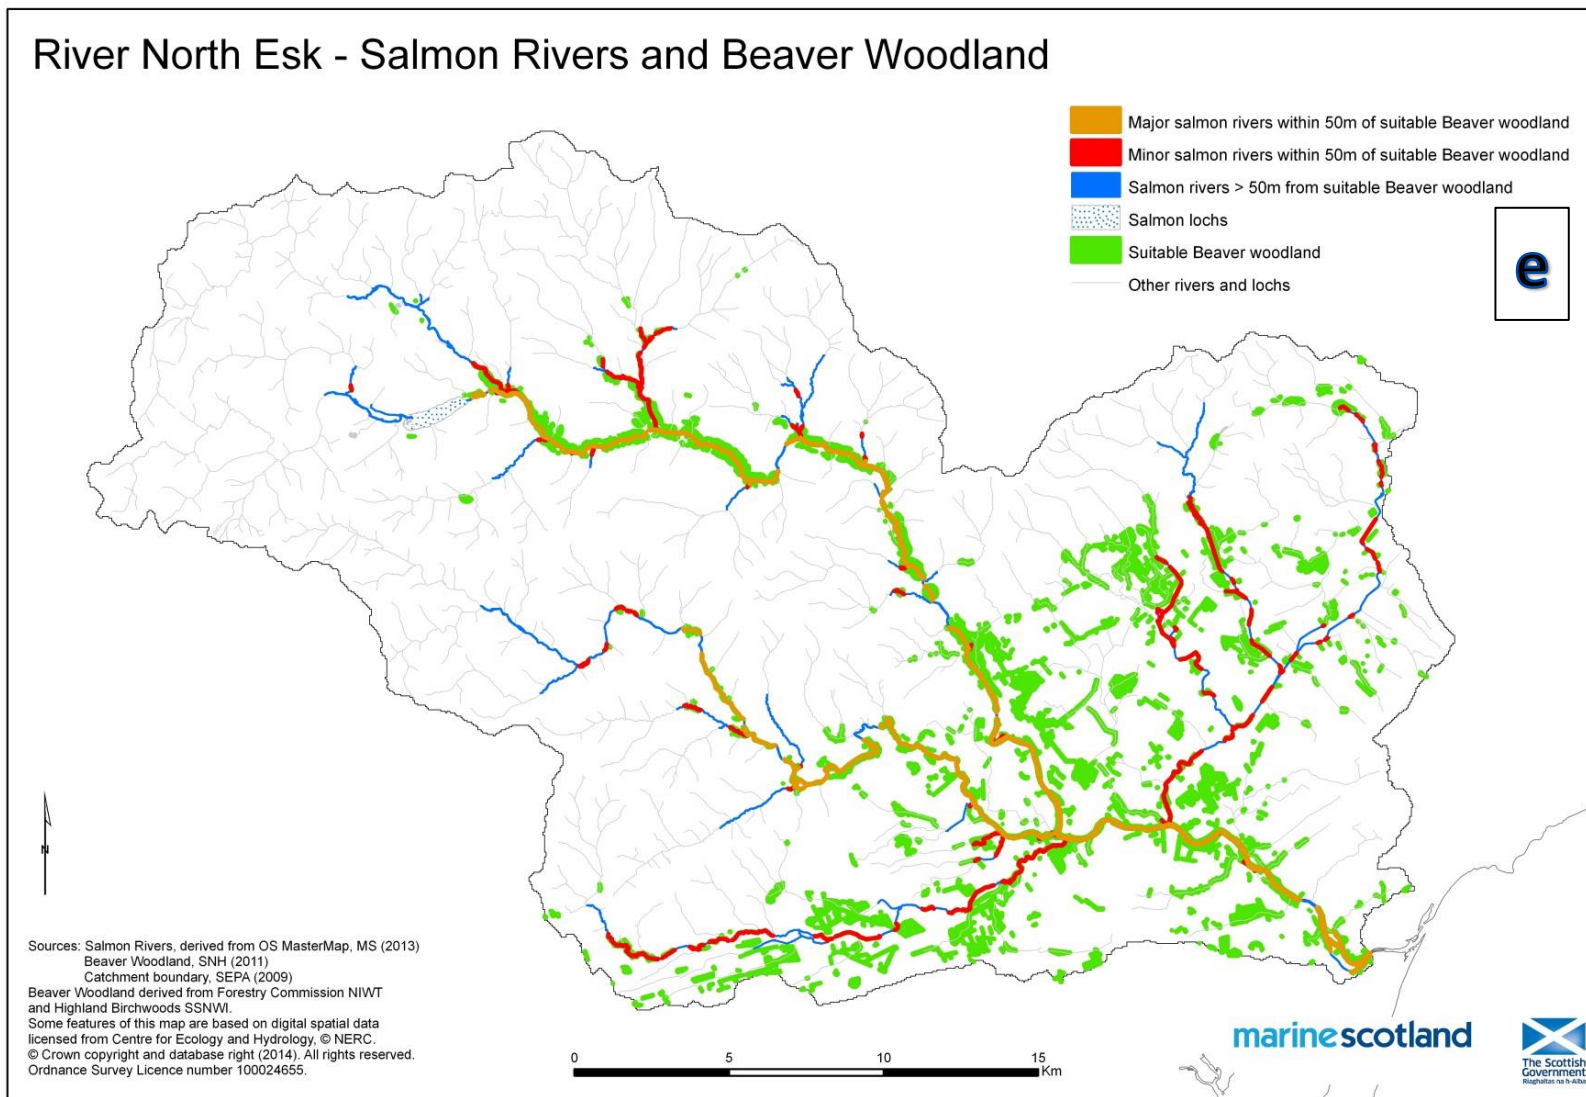 River North Esk - Salmon Rivers and Beaver Woodland
Major salmon rivers within 50m of suitable Beaver woodland
Minor salmon rivers within 50m of suitable Beaver woodland
Salmon rivers > 50m from suitable Beaver woodland
Salmon lochs
Suitable Beaver woodland
Other rivers and lochs
e
N
Sources: Salmon Rivers, derived from OS MasterMap, MS (2013)
Beaver Woodland, SNH (2011)
Catchment boundary, SEPA (2009)
Beaver Woodland derived from Forestry Commission NIWT
and Highland Birchwoods SSNWI.
Some features of this map are based on digital spatial data
licensed from Centre for Ecology and Hydrology, © NERC.
© Crown copyright and database right (2014). All rights reserved.
Ordnance Survey Licence number 100024655.
0 5 10 15
Km
marinescotland
The Scottish
Government
Riaghaltas na h-Alba